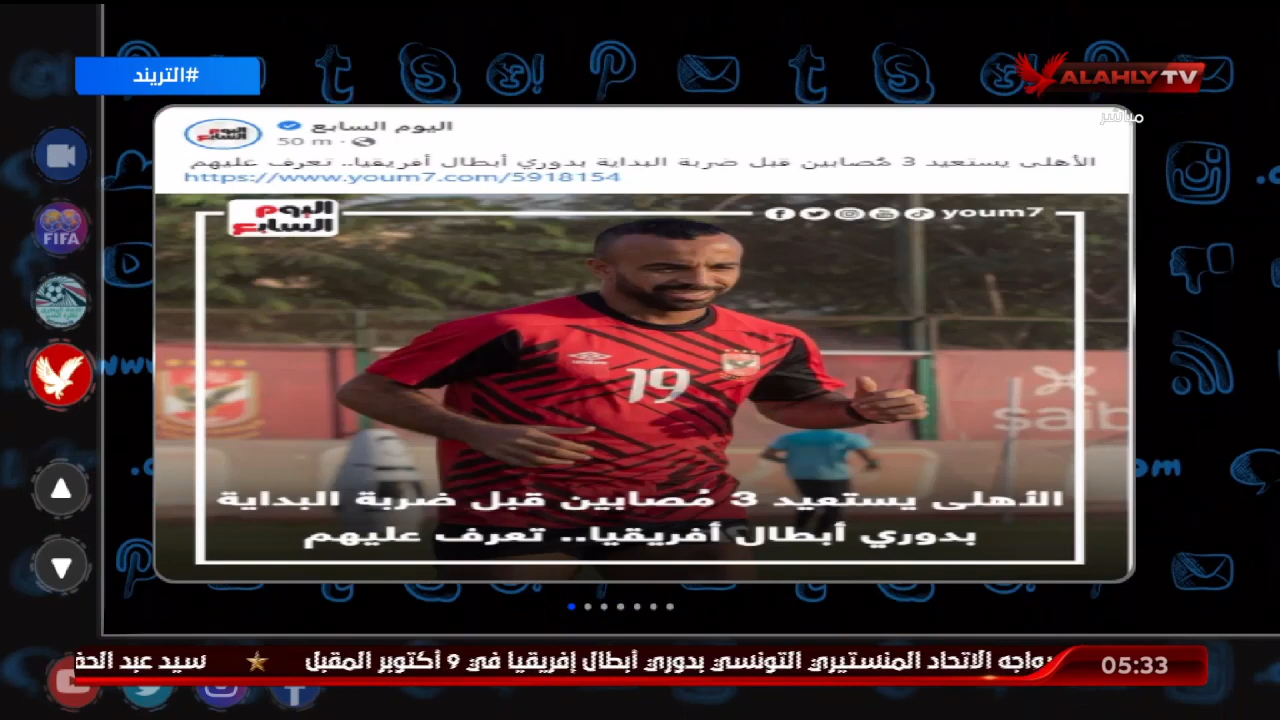 #التريند
ALAHLY TV
مباشر
اليوم السابع
50 m
الأهلى يستعيد 3 مُصابين قبل ضربة البداية بدوري أبطال أفريقيا.. تعرف عليهم
https://www.youm7.com/5918154
اليوم السابع
youm7
FIFA
umbro
19
saib
الأهلى يستعيد 3 مُصابين قبل ضربة البداية
بدوري أبطال أفريقيا.. تعرف عليهم
يواجه الاتحاد المنستيري التونسي بدوري أبطال إفريقيا في 9 أكتوبر المقبل ★ سيد عبد الحف
05:33